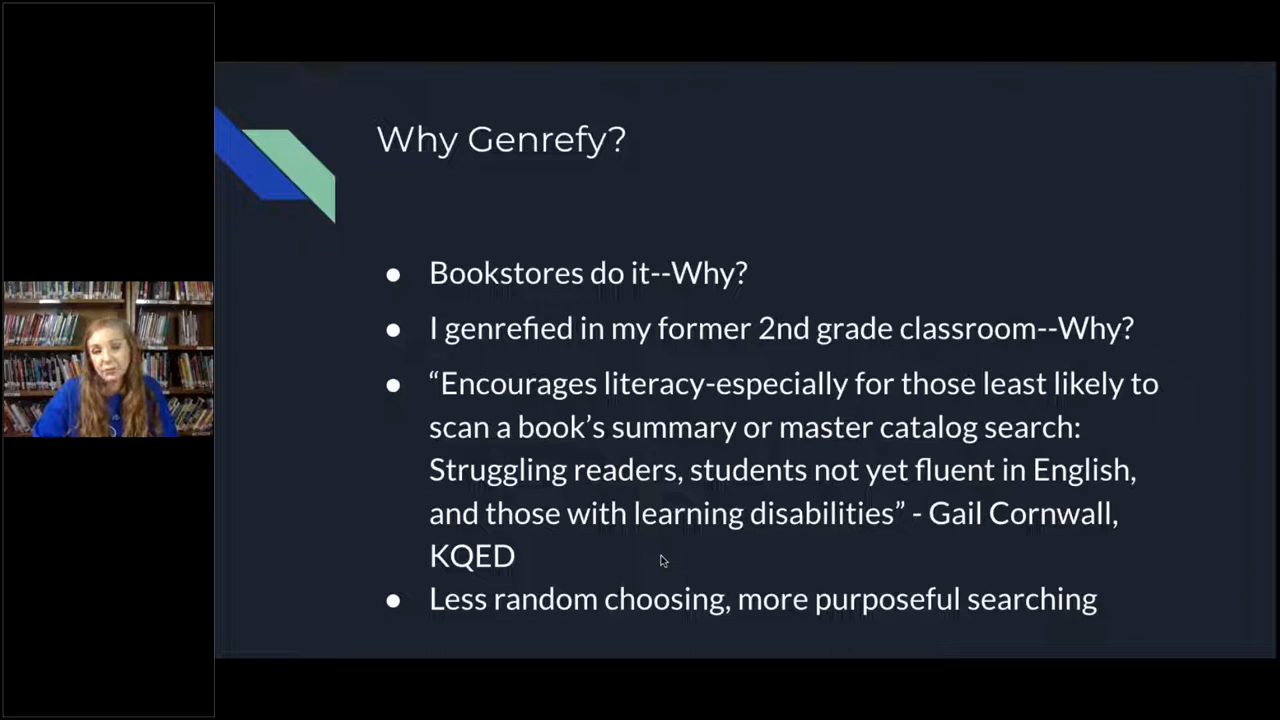 Why Genrefy?
● Bookstores do it--Why?
● I genrefied in my former 2nd grade classroom--Why?
● “Encourages literacy-especially for those least likely to
scan a book’s summary or master catalog search:
Struggling readers, students not yet fluent in English,
and those with learning disabilities” - Gail Cornwall,
KQED
● Less random choosing, more purposeful searching